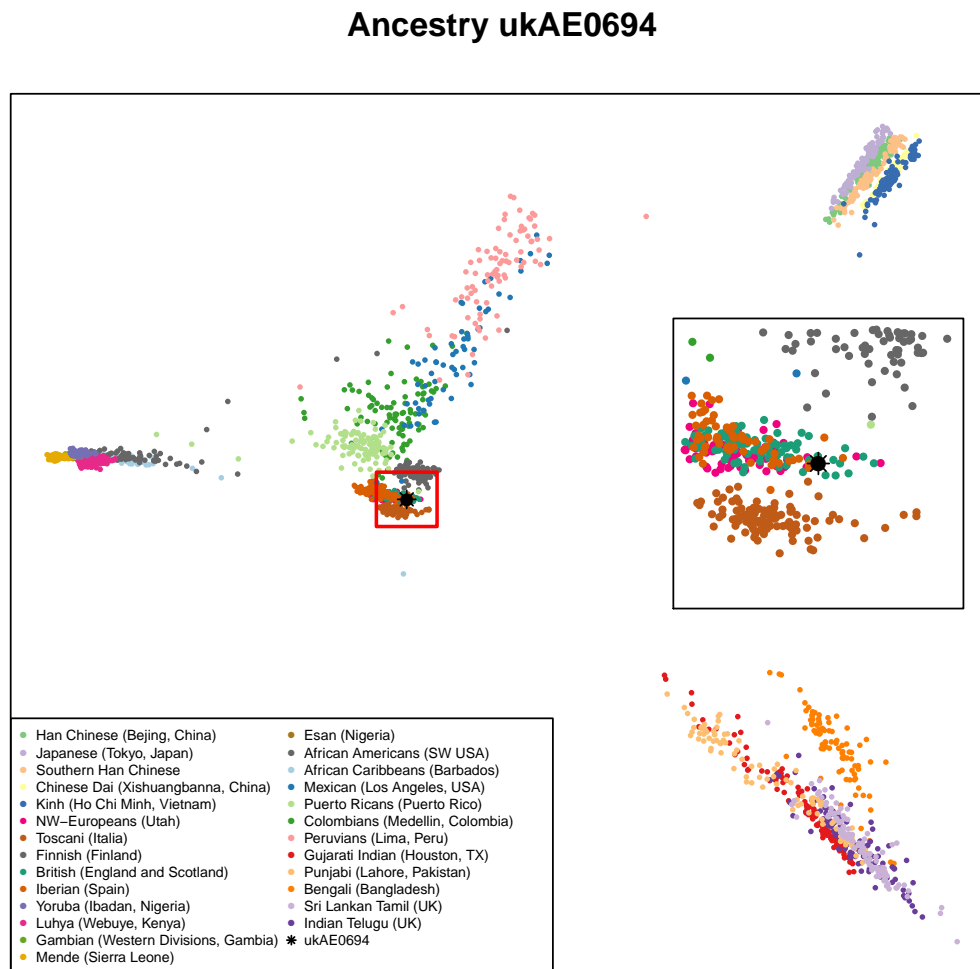 Ancestry ukAE0694
Han Chinese (Bejing, China)
Japanese (Tokyo, Japan)
Southern Han Chinese
Chinese Dai (Xishuangbanna, China)
Kinh (Ho Chi Minh, Vietnam)
NW−Europeans (Utah)
Toscani (Italia)
Finnish (Finland)
British (England and Scotland)
Iberian (Spain)
Yoruba (Ibadan, Nigeria)
Luhya (Webuye, Kenya)
Gambian (Western Divisions, Gambia)
Mende (Sierra Leone)
Esan (Nigeria)
African Americans (SW USA)
African Caribbeans (Barbados)
Mexican (Los Angeles, USA)
Puerto Ricans (Puerto Rico)
Colombians (Medellin, Colombia)
Peruvians (Lima, Peru)
Gujarati Indian (Houston, TX)
Punjabi (Lahore, Pakistan)
Bengali (Bangladesh)
Sri Lankan Tamil (UK)
Indian Telugu (UK)
ukAE0694